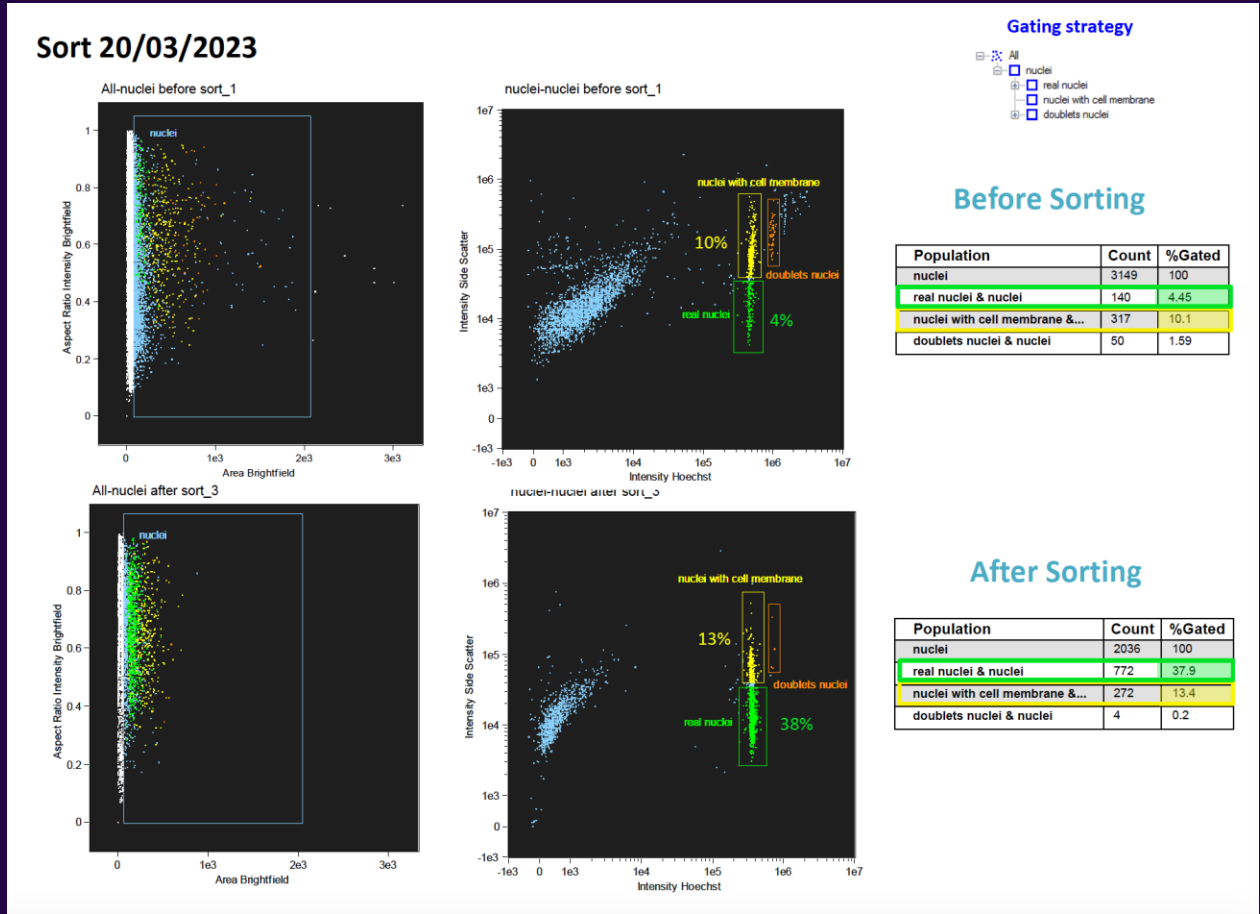 Sort 20/03/2023
Gating strategy
All
nuclei
real nuclei
nuclei with cell membrane
doublets nuclei
All-nuclei before sort_1
nuclei
1
0.8
0.6
0.4
0.2
0
Aspect Ratio Intensity Brightfield
0
1e3
2e3
3e3
Area Brightfield
nuclei-nuclei before sort_1
1e7
1e6
1e5
1e4
1e3
0
-1e3
Intensity Side Scatter
nuclei with cell membrane
10%
doublets nuclei
real nuclei
4%
-1e3
0
1e3
1e4
1e5
1e6
1e7
Intensity Hoechst
Before Sorting
Population Count %Gated
nuclei 3149 100
real nuclei & nuclei 140 4.45
nuclei with cell membrane &... 317 10.1
doublets nuclei & nuclei 50 1.59
All-nuclei after sort_3
nuclei
1
0.8
0.6
0.4
0.2
0
Aspect Ratio Intensity Brightfield
0
1e3
2e3
3e3
Area Brightfield
nuclei-nuclei after sort_3
1e7
1e6
1e5
1e4
1e3
0
-1e3
Intensity Side Scatter
nuclei with cell membrane
13%
doublets nuclei
real nuclei
38%
-1e3
0
1e3
1e4
1e5
1e6
1e7
Intensity Hoechst
After Sorting
Population Count %Gated
nuclei 2036 100
real nuclei & nuclei 772 37.9
nuclei with cell membrane &... 272 13.4
doublets nuclei & nuclei 4 0.2